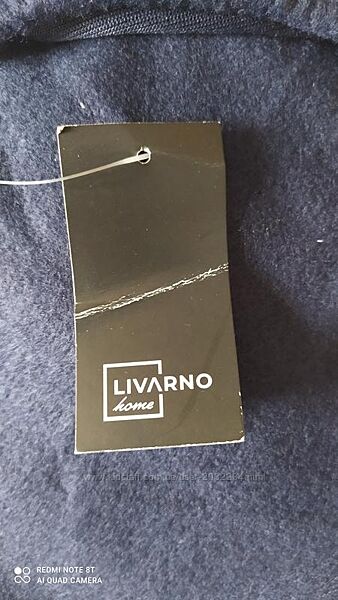 LIVARNO
home
REDMI NOTE 8T
AI QUAD CAMERA